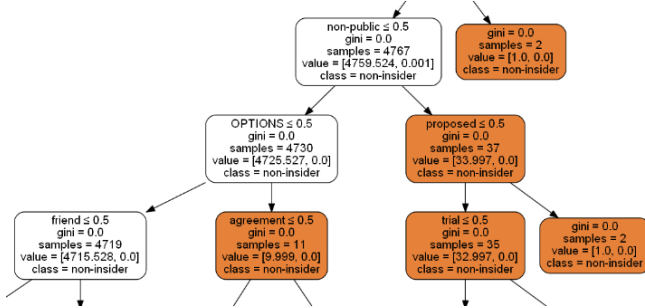 non-public ≤ 0.5
gini = 0.0
samples = 4767
value = [4759.524, 0.001]
class = non-insider
gini = 0.0
samples = 2
value = [1.0, 0.0]
class = non-insider
OPTIONS ≤ 0.5
gini = 0.0
samples = 4730
value = [4725.527, 0.0]
class = non-insider
proposed ≤ 0.5
gini = 0.0
samples = 37
value = [33.997, 0.0]
class = non-insider
friend ≤ 0.5
gini = 0.0
samples = 4719
value = [4715.528, 0.0]
class = non-insider
agreement ≤ 0.5
gini = 0.0
samples = 11
value = [9.999, 0.0]
class = non-insider
trial ≤ 0.5
gini = 0.0
samples = 35
value = [32.997, 0.0]
class = non-insider
gini = 0.0
samples = 2
value = [1.0, 0.0]
class = non-insider